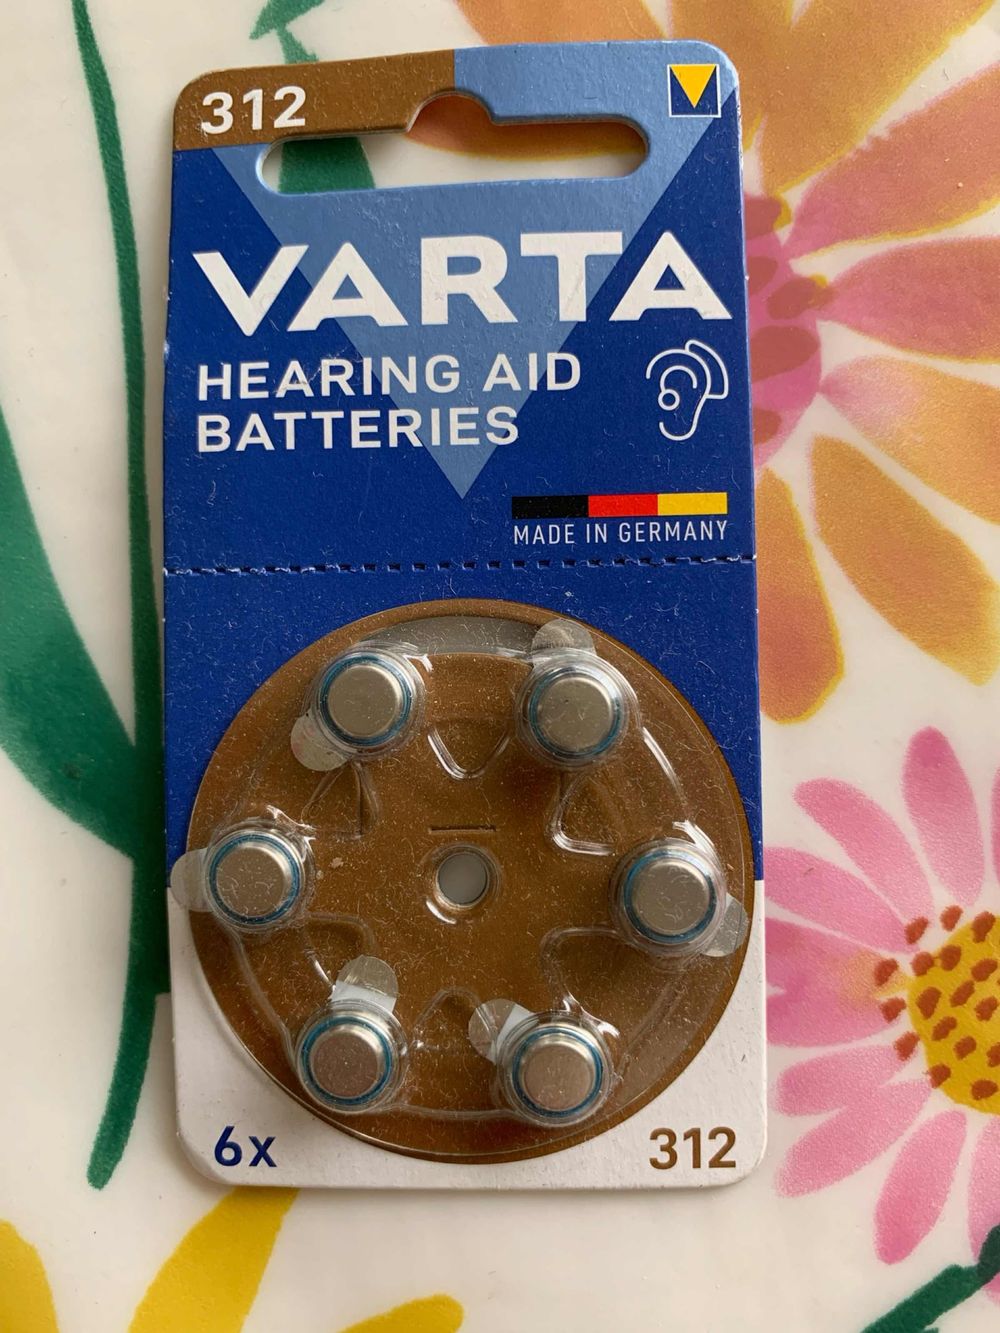 312
VARTA
HEARING AID
BATTERIES
MADE IN GERMANY
6x
312